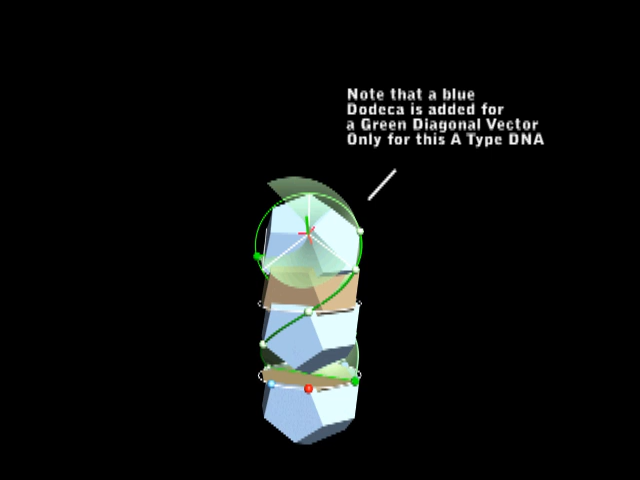 Note that a blue
Dodeca is added for
a Green Diagonal Vector
Only for this A Type DNA